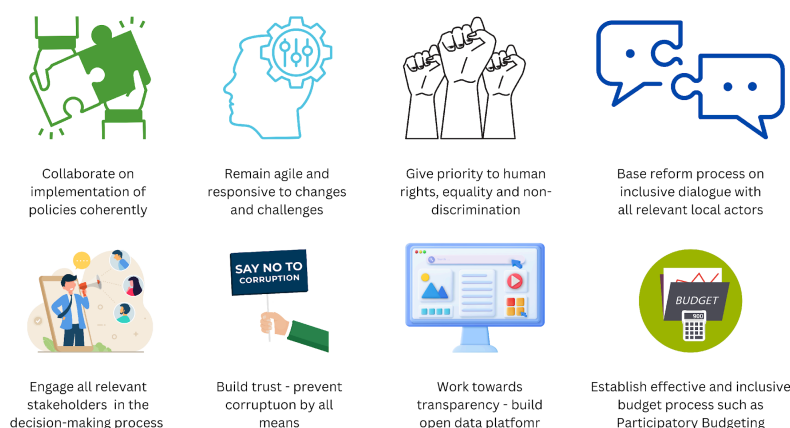 Collaborate on
implementation of
policies coherently
Remain agile and
responsive to changes
and challenges
Give priority to human
rights, equality and non-
discrimination
Base reform process on
inclusive dialogue with
all relevant local actors
SAY NO TO
CORRUPTION
BUDGET
900
Engage all relevant
stakeholders in the
decision-making process
Build trust - prevent
corruptuon by all
means
Work towards
transparency - build
open data platfomr
Establish effective and inclusive
budget process such as
Participatory Budgeting